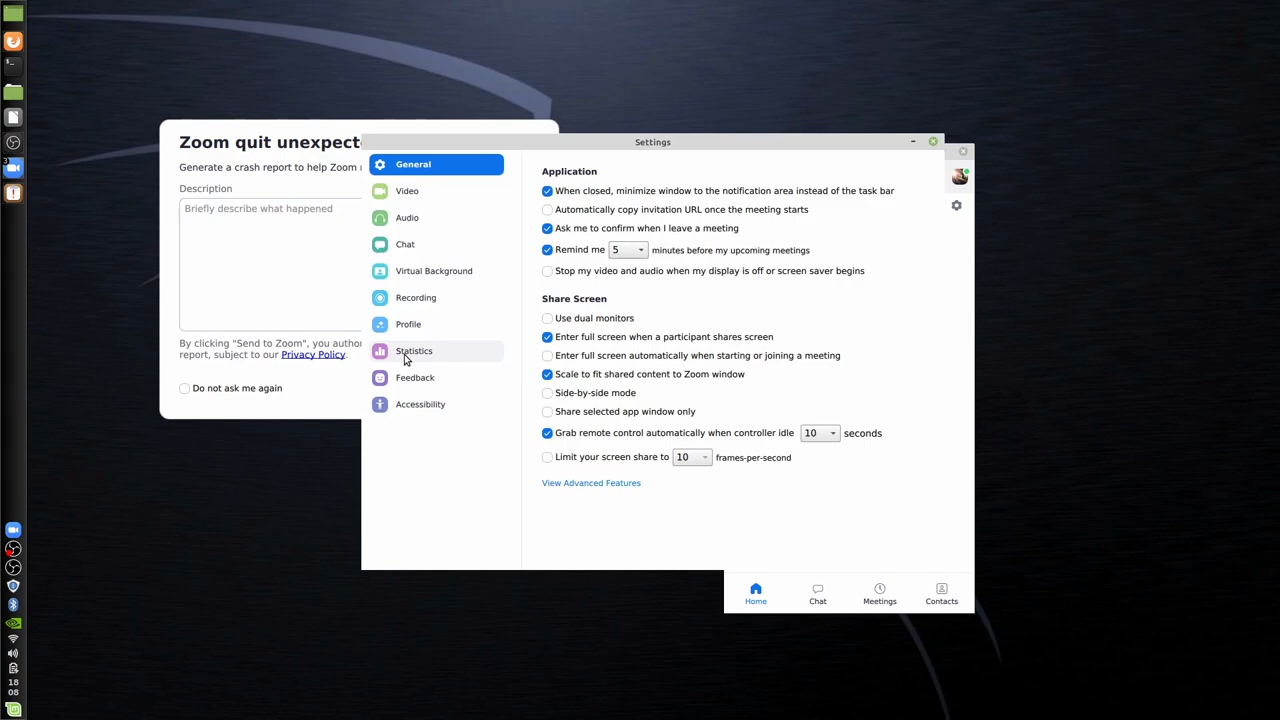 Zoom quit unexpect
Generate a crash report to help Zoom
Description
Briefly describe what happened
By clicking "Send to Zoom", you autho
report, subject to our Privacy Policy.
Do not ask me again
Settings
General
Video
Audio
Chat
Virtual Background
Recording
Profile
Statistics
Feedback
Accessibility
Application
When closed, minimize window to the notification area instead of the task bar
Automatically copy invitation URL once the meeting starts
Ask me to confirm when I leave a meeting
Remind me 5 minutes before my upcoming meetings
Stop my video and audio when my display is off or screen saver begins
Share Screen
Use dual monitors
Enter full screen when a participant shares screen
Enter full screen automatically when starting or joining a meeting
Scale to fit shared content to Zoom window
Side-by-side mode
Share selected app window only
Grab remote control automatically when controller idle 10 seconds
Limit your screen share to 10 frames-per-second
View Advanced Features
Home Chat Meetings Contacts
3
18
08